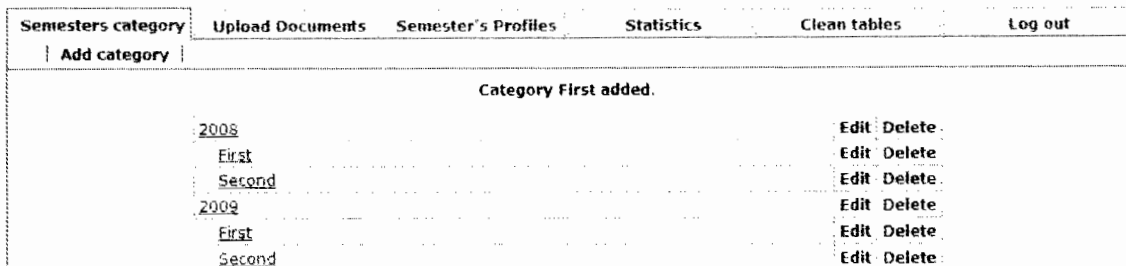 Semesters category Upload Documents Semester's Profiles Statistics Clean tables Log out
Add category
Category First added.
2008 Edit Delete
First Edit Delete
Second Edit Delete
2009 Edit Delete
First Edit Delete
Second Edit Delete